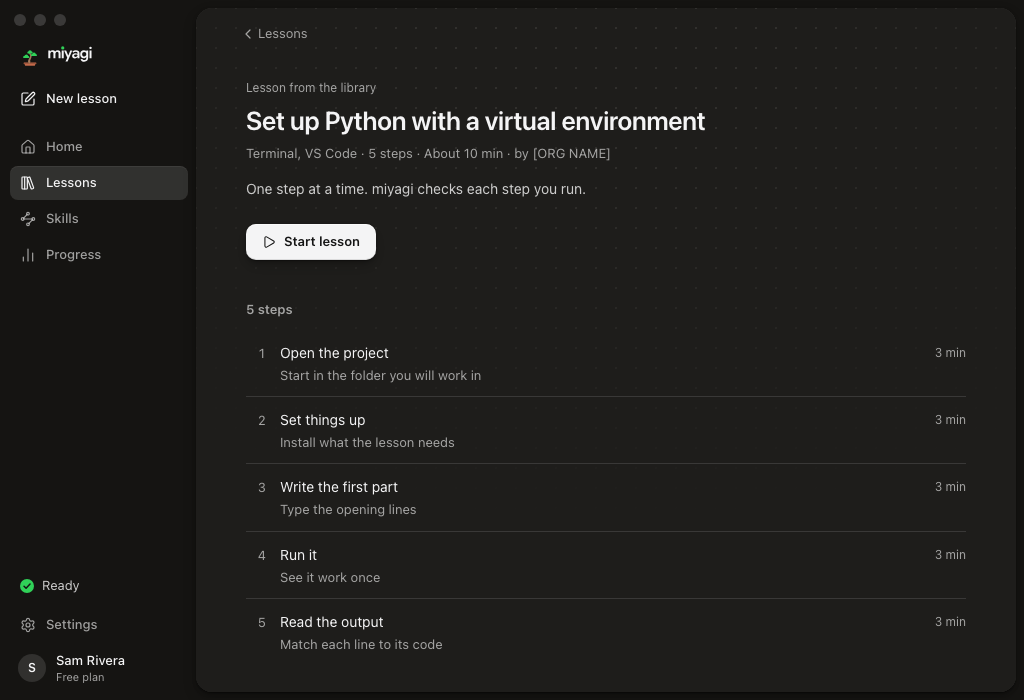 miyagi
New lesson
Home
Lessons
Skills
Progress
Ready
Settings
S
Sam Rivera
Free plan
Lessons
Lesson from the library
Set up Python with a virtual environment
Terminal, VS Code · 5 steps · About 10 min · by [ORG NAME]
One step at a time. miyagi checks each step you run.
Start lesson
5 steps
1 Open the project 3 min
Start in the folder you will work in
2 Set things up 3 min
Install what the lesson needs
3 Write the first part 3 min
Type the opening lines
4 Run it 3 min
See it work once
5 Read the output 3 min
Match each line to its code